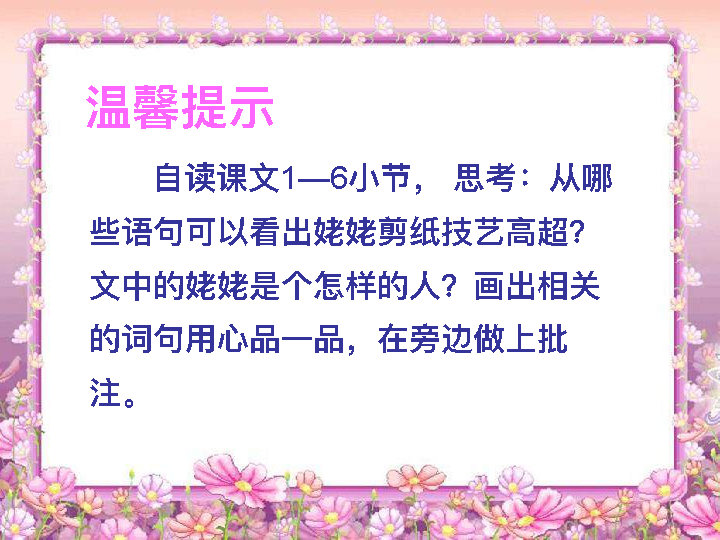 温馨提示
自读课文1—6小节， 思考：从哪
些语句可以看出姥姥剪纸技艺高超？
文中的姥姥是个怎样的人？画出相关
的词句用心品一品，在旁边做上批
注。